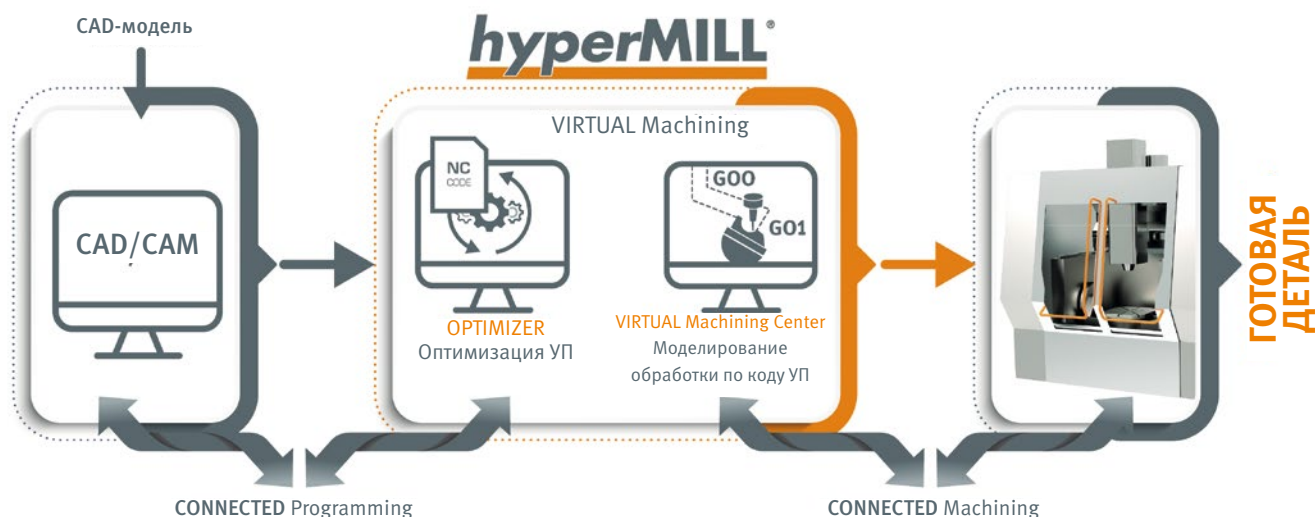 CAD-модель
hyperMILL®
CAD/CAM
VIRTUAL Machining
NC
CODE
OPTIMIZER
Оптимизация УП
G00
G01
VIRTUAL Machining Center
Моделирование
обработки по коду УП
ГОТОВАЯ
ДЕТАЛЬ
CONNECTED Programming
CONNECTED Machining